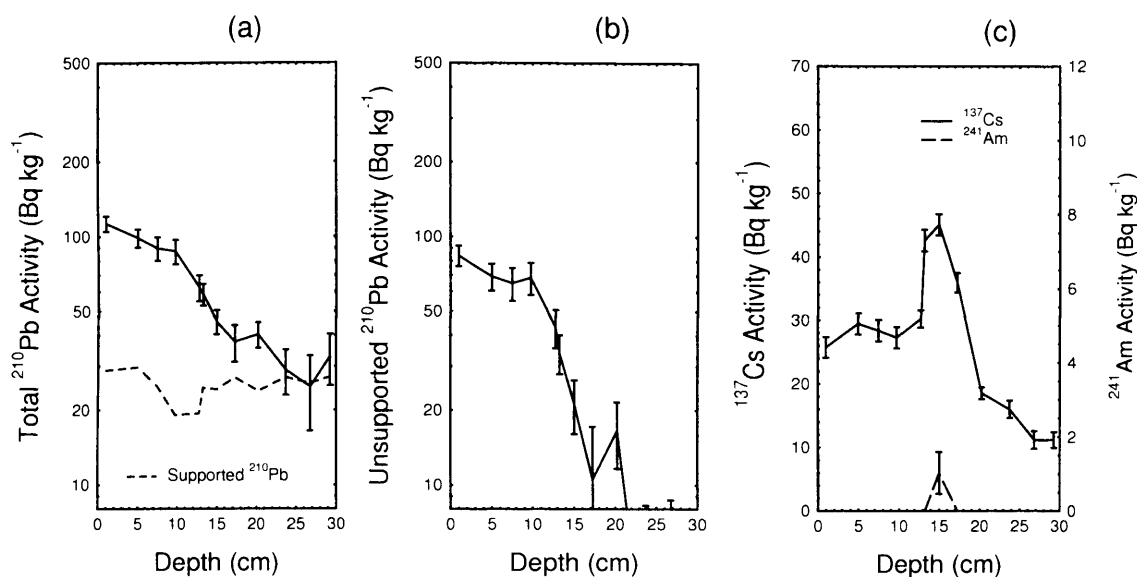 (a)
(b)
(c)
Total ²¹⁰Pb Activity (Bq kg⁻¹)
500
200
100
50
20
10
Supported ²¹⁰Pb
0 5 10 15 20 25 30
Depth (cm)
Unsupported ²¹⁰Pb Activity (Bq kg⁻¹)
500
200
100
50
20
10
0 5 10 15 20 25 30
Depth (cm)
¹³⁷Cs Activity (Bq kg⁻¹)
70
60
50
40
30
20
10
0
¹³⁷Cs
²⁴¹Am
0 5 10 15 20 25 30
Depth (cm)
12
10
8
6
4
2
0
²⁴¹Am Activity (Bq kg⁻¹)